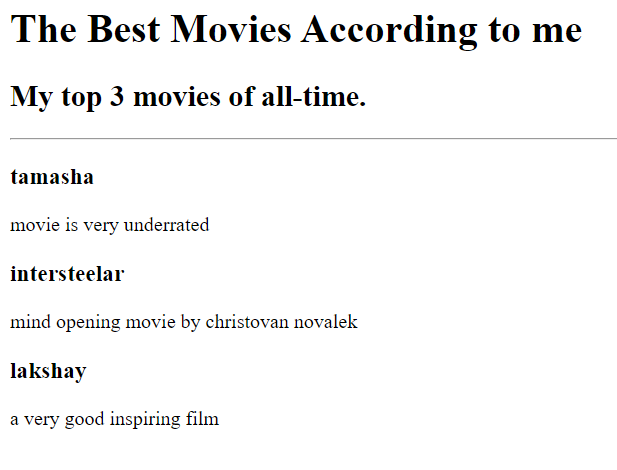 The Best Movies According to me
My top 3 movies of all-time.
tamasha
movie is very underrated
intersteelar
mind opening movie by christovan novalek
lakshay
a very good inspiring film